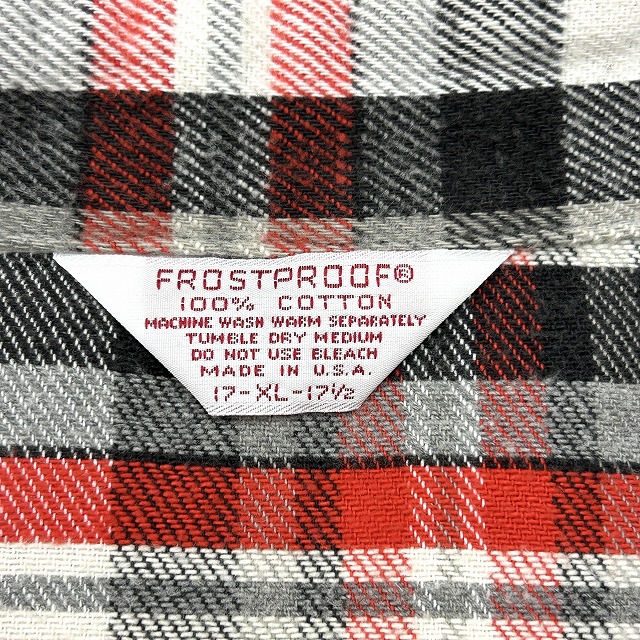 FROSTPROOF®
100% COTTON
MACHINE WASH WARM SEPARATELY
TUMBLE DRY MEDIUM
DO NOT USE BLEACH
MADE IN U.S.A.
17-XL-17½